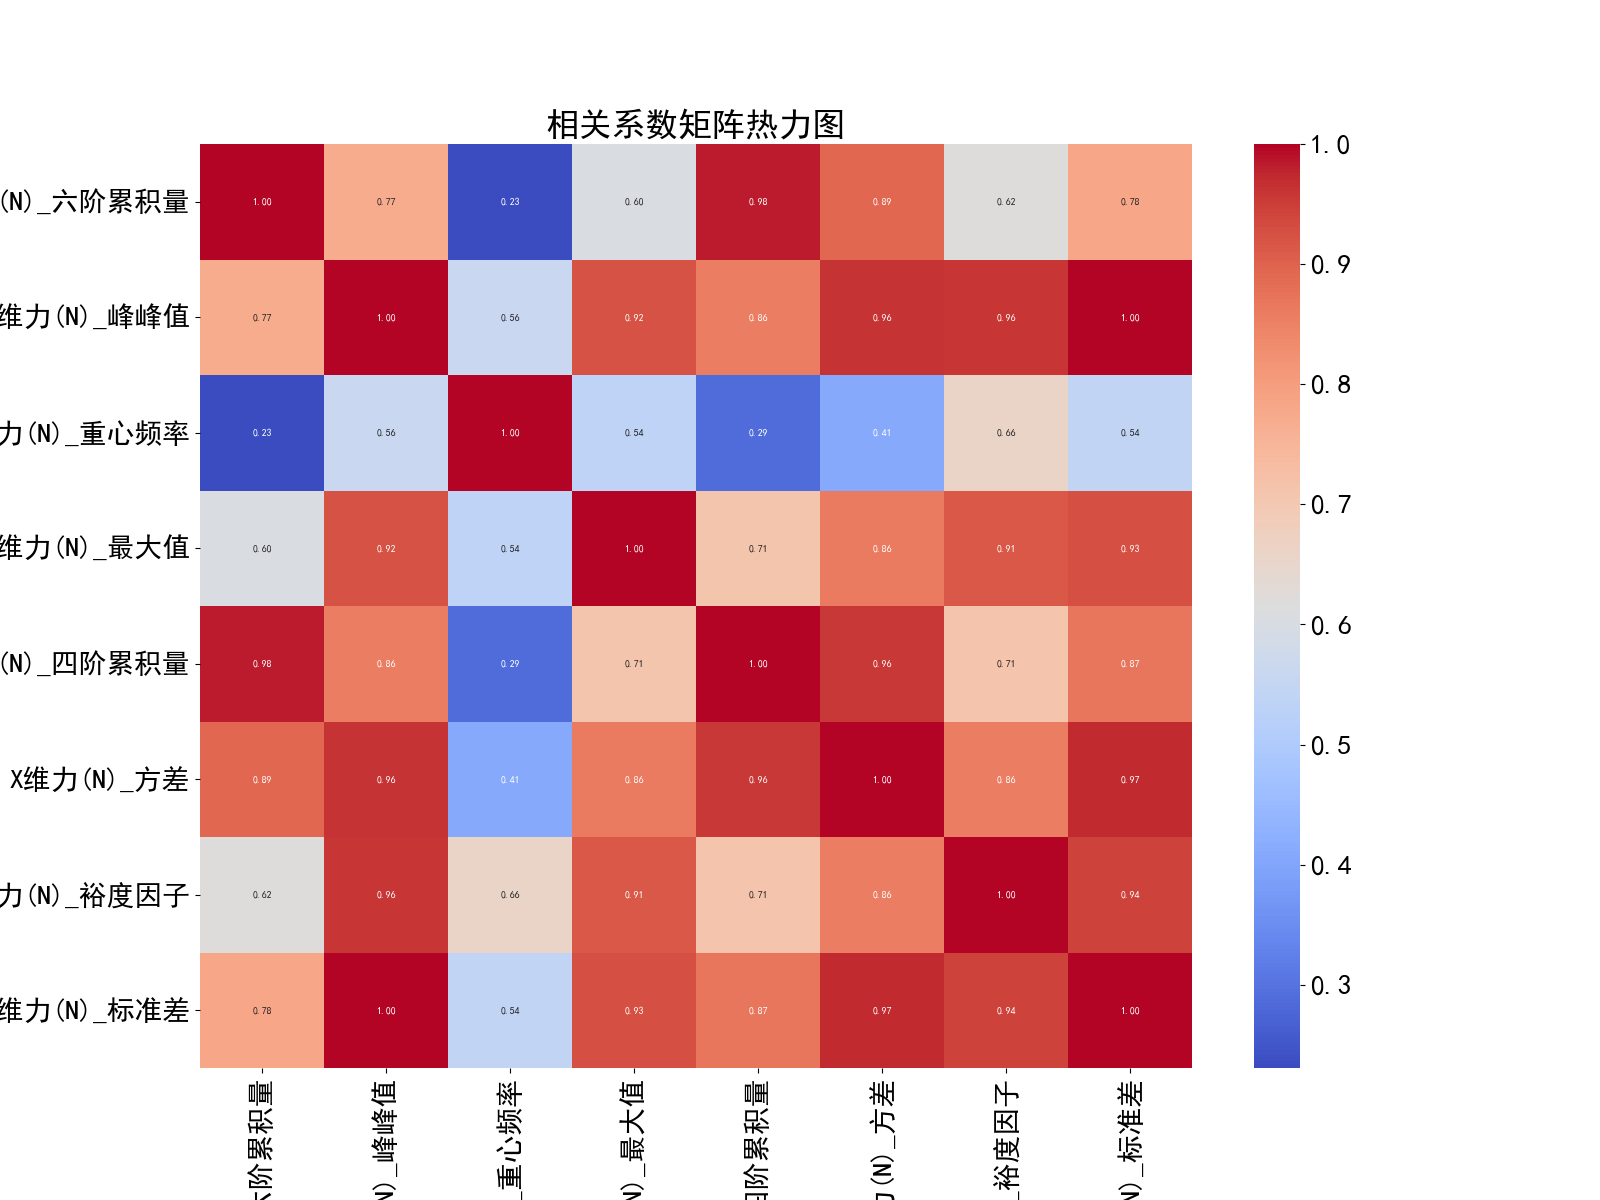 相关系数矩阵热力图
(N)_六阶累积量 1.00 0.77 0.23 0.60 0.98 0.89 0.62 0.78
维力(N)_峰峰值 0.77 1.00 0.56 0.92 0.86 0.96 0.96 1.00
力(N)_重心频率 0.23 0.56 1.00 0.54 0.29 0.41 0.66 0.54
维力(N)_最大值 0.60 0.92 0.54 1.00 0.71 0.86 0.91 0.93
(N)_四阶累积量 0.98 0.86 0.29 0.71 1.00 0.96 0.71 0.87
X维力(N)_方差 0.89 0.96 0.41 0.86 0.96 1.00 0.86 0.97
力(N)_裕度因子 0.62 0.96 0.66 0.91 0.71 0.86 1.00 0.94
维力(N)_标准差 0.78 1.00 0.54 0.93 0.87 0.97 0.94 1.00
六阶累积量
N)_峰峰值
_重心频率
N)_最大值
四阶累积量
力(N)_方差
_裕度因子
N)_标准差
1.0
0.9
0.8
0.7
0.6
0.5
0.4
0.3